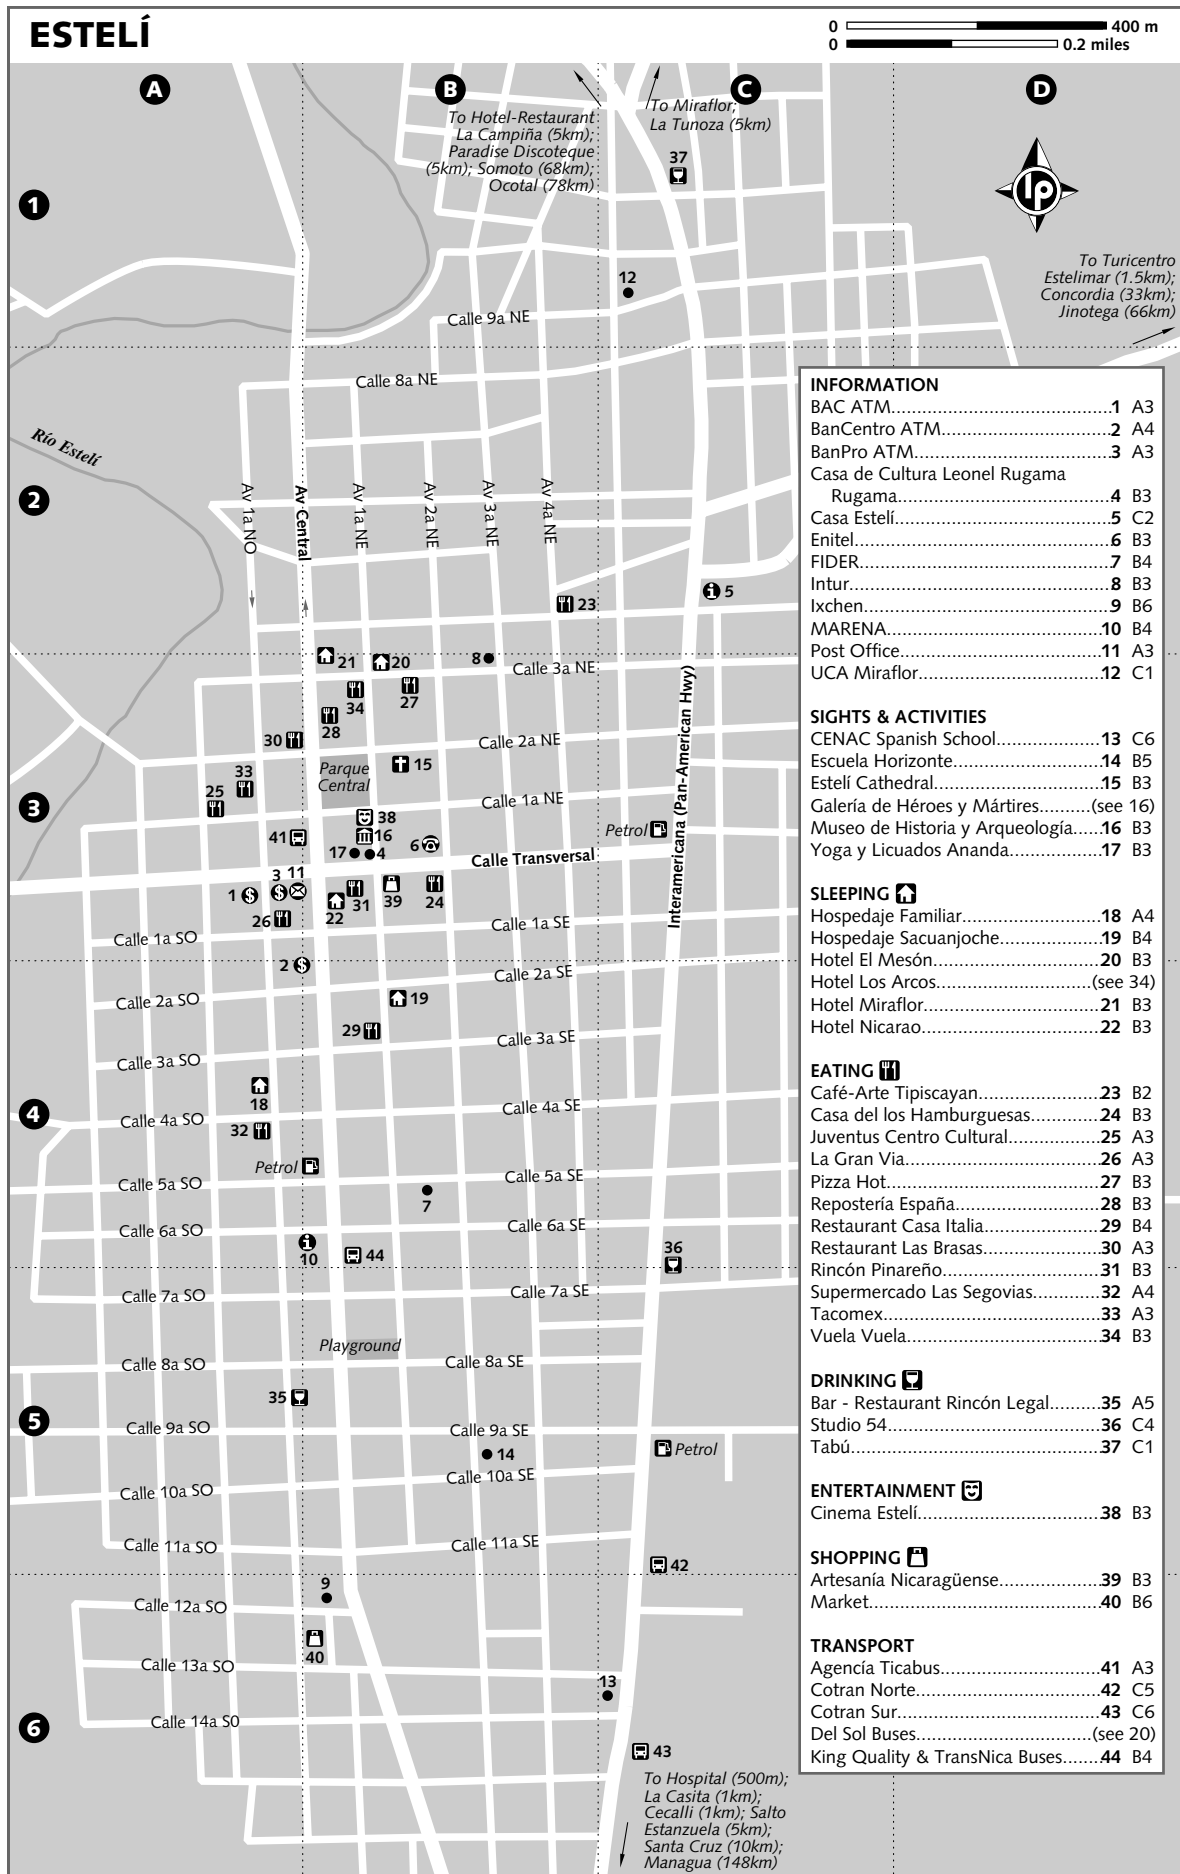 ESTELÍ
0 400 m
0 0.2 miles
A
B
C
D
To Hotel-Restaurant
La Campiña (5km);
Paradise Discoteque
(5km); Somoto (68km);
Ocotal (78km)
To Miraflor;
La Tunoza (5km)
37
lp
1
To Turicentro
Estelimar (1.5km);
Concordia (33km);
Jinotega (66km)
12
Calle 9a NE
Calle 8a NE
Río Estelí
2
Av 1a NO
Av Central
Av 1a NE
Av 2a NE
Av 3a NE
Av 4a NE
23
5
21
20
8
Calle 3a NE
34
27
28
30
Calle 2a NE
Interamericana (Pan-American Hwy)
Parque
Central
15
33
25
3
Calle 1a NE
38
41
16
6
Petrol
17
4
Calle Transversal
3 11
1
22
31
39
24
26
Calle 1a SO
Calle 1a SE
2
Calle 2a SO
Calle 2a SE
19
29
Calle 3a SO
Calle 3a SE
18
4
Calle 4a SO
Calle 4a SE
32
Petrol
Calle 5a SO
Calle 5a SE
7
Calle 6a SO
Calle 6a SE
10
44
36
Calle 7a SO
Calle 7a SE
Playground
Calle 8a SO
Calle 8a SE
35
5
Calle 9a SO
Calle 9a SE
14
Petrol
Calle 10a SO
Calle 10a SE
Calle 11a SO
Calle 11a SE
42
9
Calle 12a SO
40
Calle 13a SO
13
6
Calle 14a S0
43
To Hospital (500m);
La Casita (1km);
Cecalli (1km); Salto
Estanzuela (5km);
Santa Cruz (10km);
Managua (148km)
INFORMATION
BAC ATM 1 A3
BanCentro ATM 2 A4
BanPro ATM 3 A3
Casa de Cultura Leonel Rugama
Rugama 4 B3
Casa Estelí 5 C2
Enitel 6 B3
FIDER 7 B4
Intur 8 B3
Ixchen 9 B6
MARENA 10 B4
Post Office 11 A3
UCA Miraflor 12 C1
SIGHTS & ACTIVITIES
CENAC Spanish School 13 C6
Escuela Horizonte 14 B5
Estelí Cathedral 15 B3
Galería de Héroes y Mártires (see 16)
Museo de Historia y Arqueología 16 B3
Yoga y Licuados Ananda 17 B3
SLEEPING
Hospedaje Familiar 18 A4
Hospedaje Sacuanjoche 19 B4
Hotel El Mesón 20 B3
Hotel Los Arcos (see 34)
Hotel Miraflor 21 B3
Hotel Nicarao 22 B3
EATING
Café-Arte Tipiscayan 23 B2
Casa del los Hamburguesas 24 B3
Juventus Centro Cultural 25 A3
La Gran Via 26 A3
Pizza Hot 27 B3
Repostería España 28 B3
Restaurant Casa Italia 29 B4
Restaurant Las Brasas 30 A3
Rincón Pinareño 31 B3
Supermercado Las Segovias 32 A4
Tacomex 33 A3
Vuela Vuela 34 B3
DRINKING
Bar - Restaurant Rincón Legal 35 A5
Studio 54 36 C4
Tabú 37 C1
ENTERTAINMENT
Cinema Estelí 38 B3
SHOPPING
Artesanía Nicaragüense 39 B3
Market 40 B6
TRANSPORT
Agencía Ticabus 41 A3
Cotran Norte 42 C5
Cotran Sur 43 C6
Del Sol Buses (see 20)
King Quality & TransNica Buses 44 B4